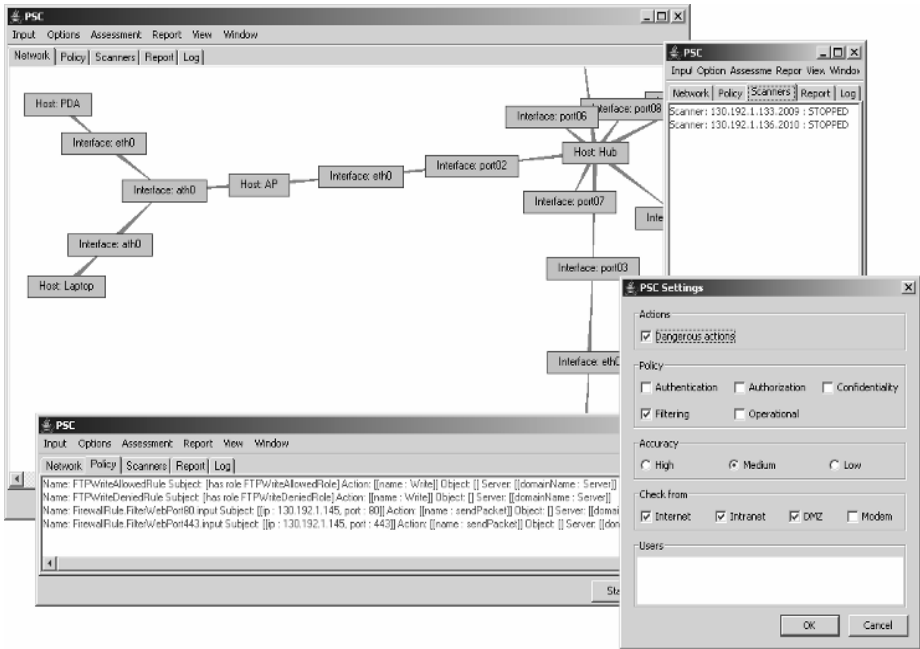 PSC
Input Options Assessment Report View Window
Network Policy Scanners Report Log
Host: PDA
Interface: eth0
Interface: ath0
Host: AP
Interface: eth0
Interface: port02
Interface: port06
Interface: port08
Host: Hub
Interface: port07
Interface: ath0
Host: Laptop
Interface: port03
Interface: eth0
PSC
Input Option Assessme Repor View Window
Network Policy Scanners Report Log
Scanner: 130.192.1.133.2009 : STOPPED
Scanner: 130.192.1.136.2010 : STOPPED
PSC
Input Options Assessment Report View Window
Network Policy Scanners Report Log
Name: FTPWriteAllowedRule Subject: [has role FTPWriteAllowedRole] Action: [[name : Write]] Object: [] Server: [[domainName : Server]]
Name: FTPWriteDeniedRule Subject: [has role FTPWriteDeniedRole] Action: [[name : Write]] Object: [] Server: [[domainName : Server]]
Name: FirewallRule.FilterWebPort80.input Subject: [[ip : 130.192.1.145, port : 80]] Action: [[name : sendPacket]] Object: [] Server: [[domai
Name: FirewallRule.FilterWebPort443.input Subject: [[ip : 130.192.1.145, port : 443]] Action: [[name : sendPacket]] Object: [] Server: [[don
PSC Settings
Actions
Dangerous actions
Policy
Authentication Authorization Confidentiality
Filtering Operational
Accuracy
High Medium Low
Check from
Internet Intranet DMZ Modem
Users
OK Cancel